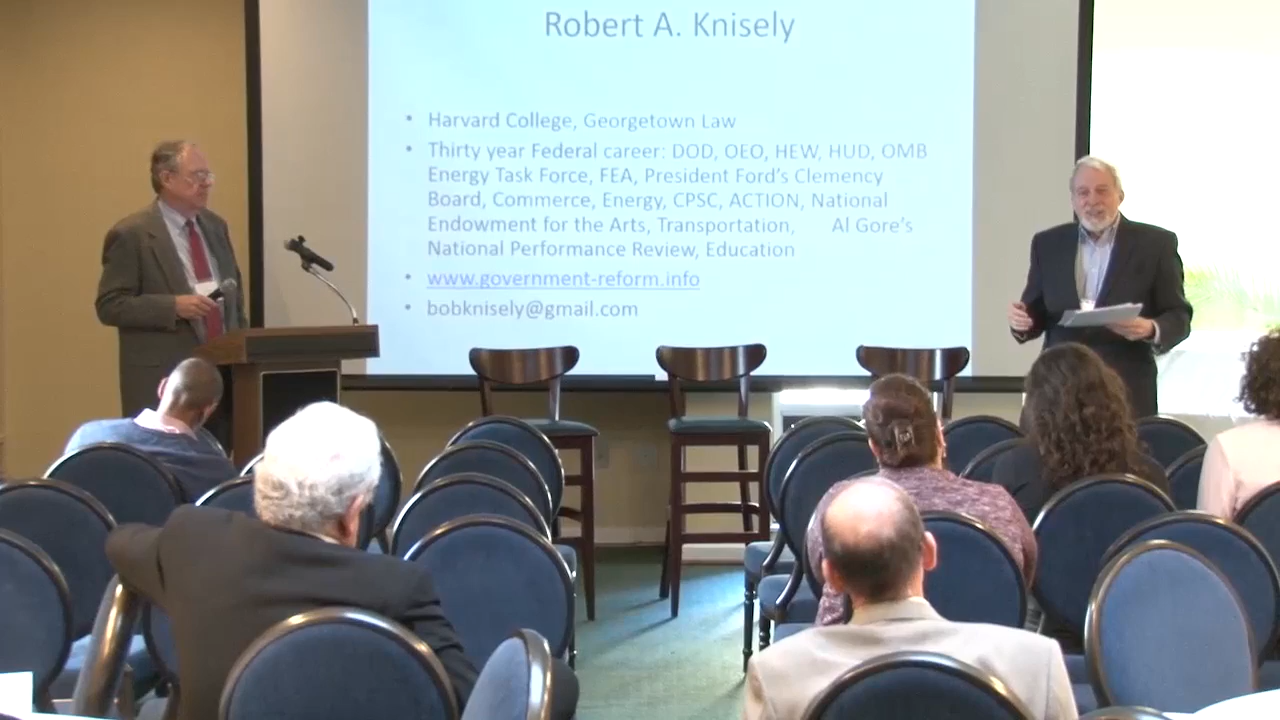 Robert A. Knisely
• Harvard College, Georgetown Law
• Thirty year Federal career: DOD, OEO, HEW, HUD, OMB
Energy Task Force, FEA, President Ford's Clemency
Board, Commerce, Energy, CPSC, ACTION, National
Endowment for the Arts, Transportation, Al Gore's
National Performance Review, Education
• www.government-reform.info
• bobknisely@gmail.com